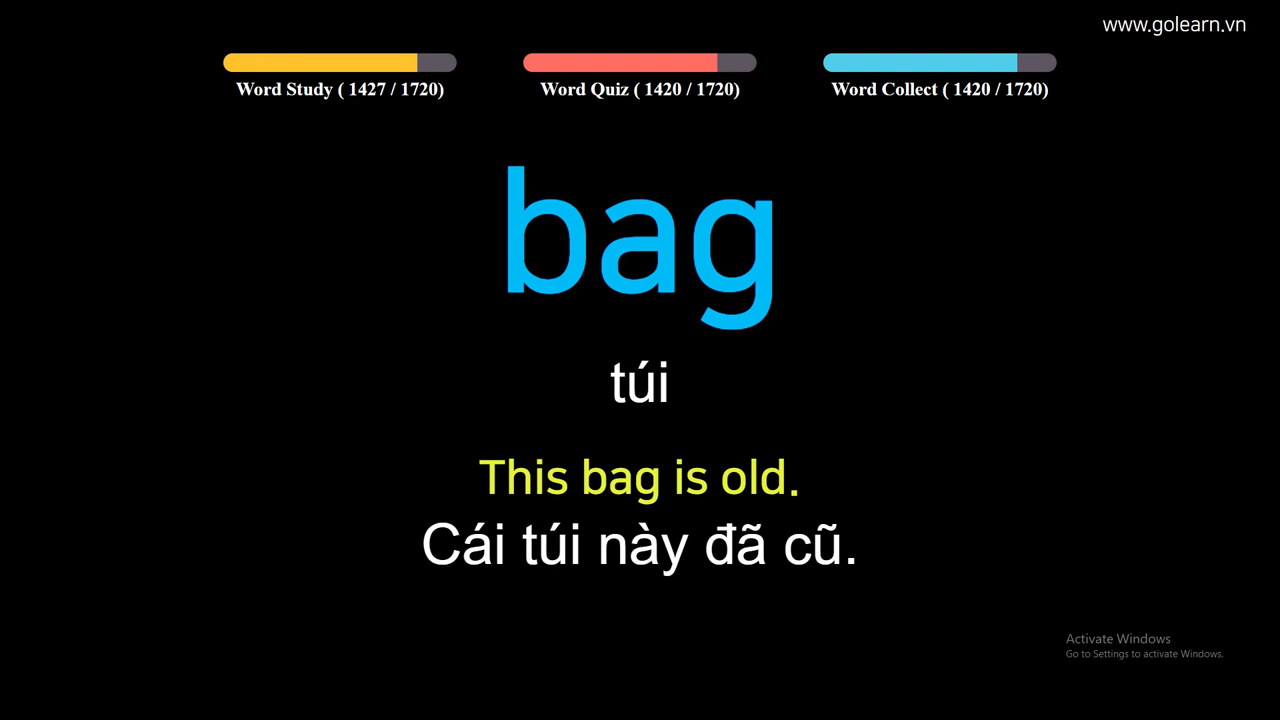 www.golearn.vn
Word Study ( 1427 / 1720)
Word Quiz ( 1420 / 1720)
Word Collect ( 1420 / 1720)
bag
túi
This bag is old.
Cái túi này đã cũ.
Activate Windows
Go to Settings to activate Windows.